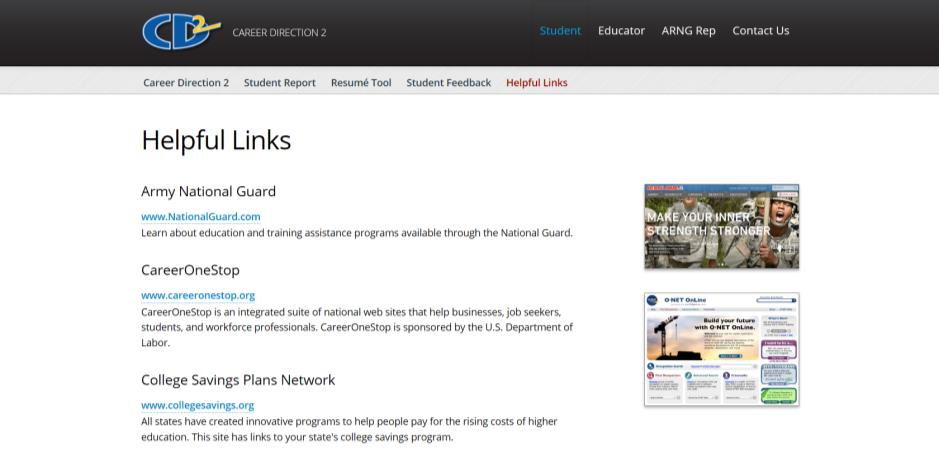 CD2
CAREER DIRECTION 2
Student Educator ARNG Rep Contact Us
Career Direction 2 Student Report Resumé Tool Student Feedback Helpful Links
Helpful Links
Army National Guard
www.NationalGuard.com
Learn about education and training assistance programs available through the National Guard.
CareerOneStop
www.careeronestop.org
CareerOneStop is an integrated suite of national web sites that help businesses, job seekers,
students, and workforce professionals. CareerOneStop is sponsored by the U.S. Department of
Labor.
College Savings Plans Network
www.collegesavings.org
All states have created innovative programs to help people pay for the rising costs of higher
education. This site has links to your state's college savings program.
MAKE YOUR INNER
STRENGTH STRONGER
O*NET OnLine
Build your future
with O*NET OnLine.